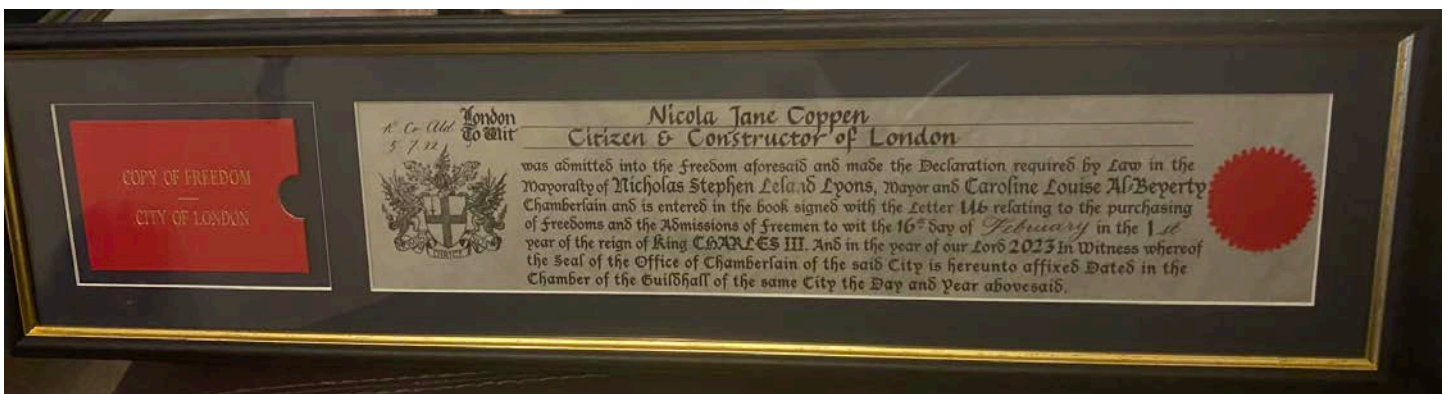 COPY OF FREEDOM
CITY OF LONDON
London
To Wit
5 7 22
Nicola Jane Coppen
Citizen & Constructor of London
was admitted into the Freedom aforesaid and made the Declaration required by Law in the
Mayoralty of Nicholas Stephen Leland Lyons, Mayor and Caroline Louise Al-Beyerty
Chamberlain and is entered in the book signed with the Letter relating to the purchasing
of Freedoms and the Admissions of Freemen to wit the 16th day of February in the 1st
year of the reign of King CHARLES III. And in the year of our Lord 2023 In Witness whereof
the Seal of the Office of Chamberlain of the said City is hereunto affixed Dated in the
Chamber of the Guildhall of the same City the Day and Year abovesaid.